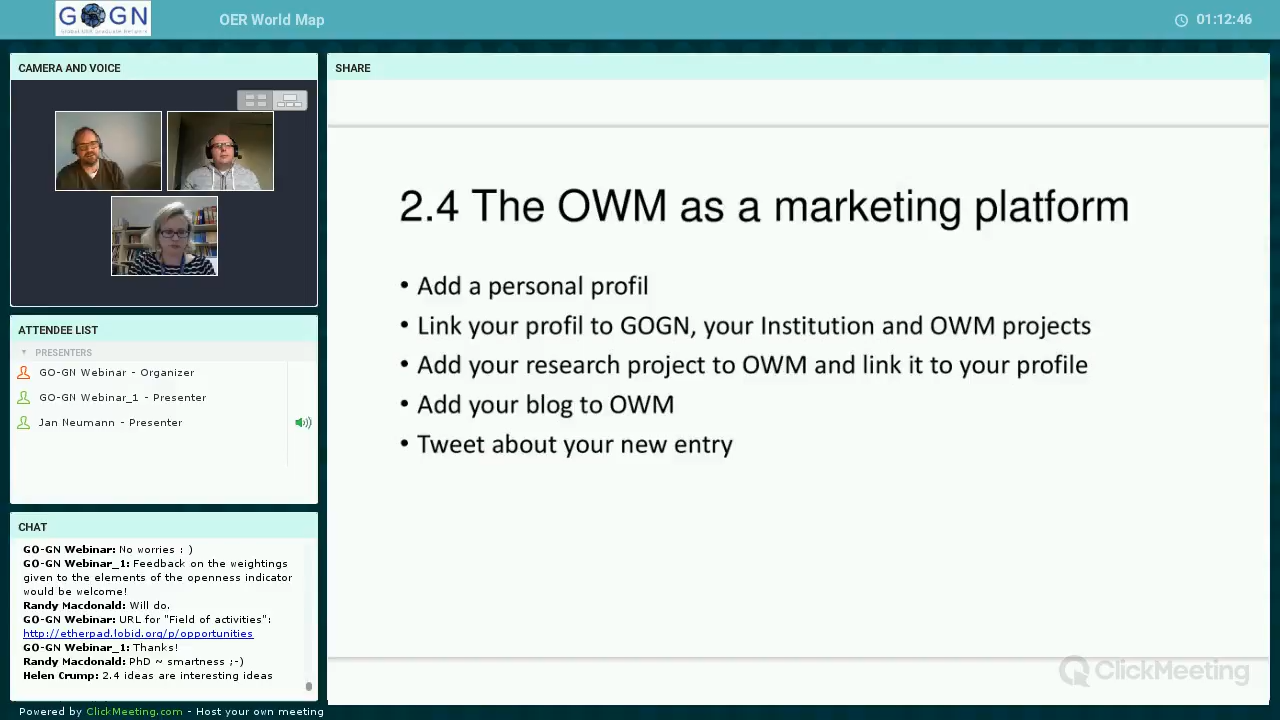 GOGN
Global OER Graduate Network
OER World Map
01:12:46
CAMERA AND VOICE
SHARE
2.4 The OWM as a marketing platform
• Add a personal profil
• Link your profil to GOGN, your Institution and OWM projects
• Add your research project to OWM and link it to your profile
• Add your blog to OWM
• Tweet about your new entry
ATTENDEE LIST
PRESENTERS
GO-GN Webinar - Organizer
GO-GN Webinar_1 - Presenter
Jan Neumann - Presenter
CHAT
GO-GN Webinar: No worries : )
GO-GN Webinar_1: Feedback on the weightings
given to the elements of the openness indicator
would be welcome!
Randy Macdonald: Will do.
GO-GN Webinar: URL for "Field of activities":
http://etherpad.lobid.org/p/opportunities
GO-GN Webinar_1: Thanks!
Randy Macdonald: PhD ~ smartness ;-)
Helen Crump: 2.4 ideas are interesting ideas
ClickMeeting
Powered by ClickMeeting.com - Host your own meeting